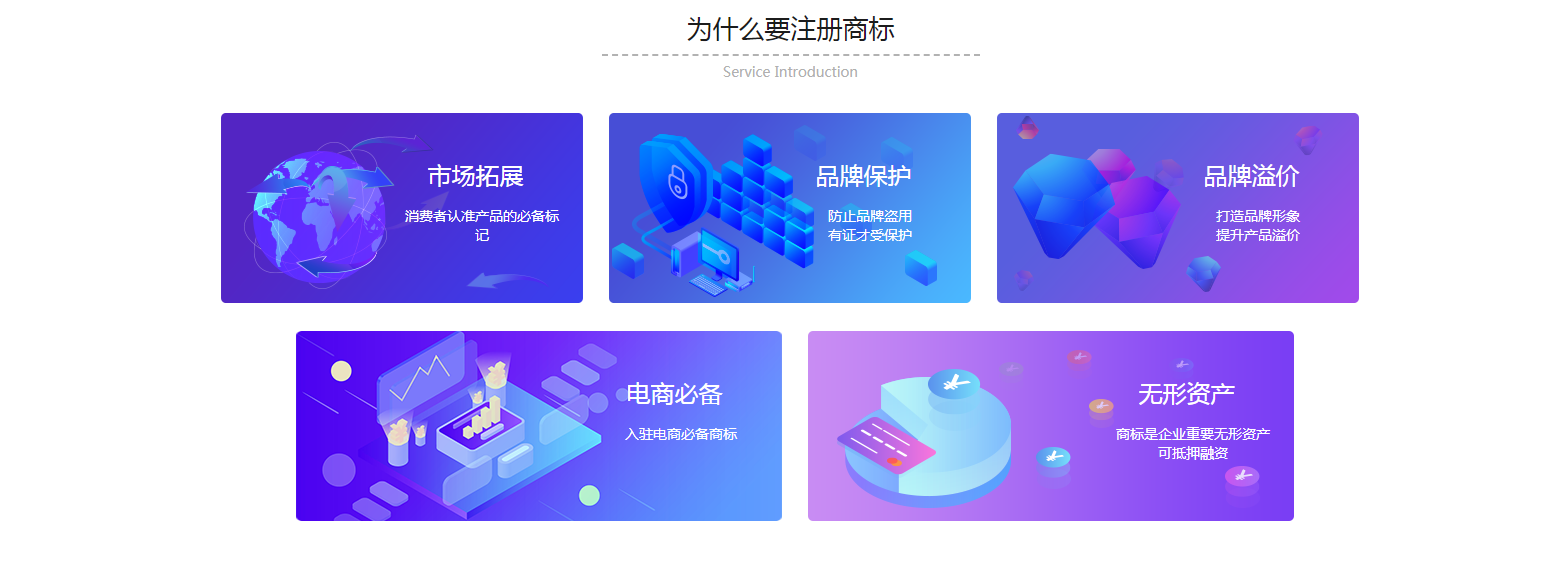 为什么要注册商标
Service Introduction
市场拓展
消费者认准产品的必备标
记
品牌保护
防止品牌盗用
有证才受保护
品牌溢价
打造品牌形象
提升产品溢价
电商必备
入驻电商必备商标
无形资产
商标是企业重要无形资产
可抵押融资